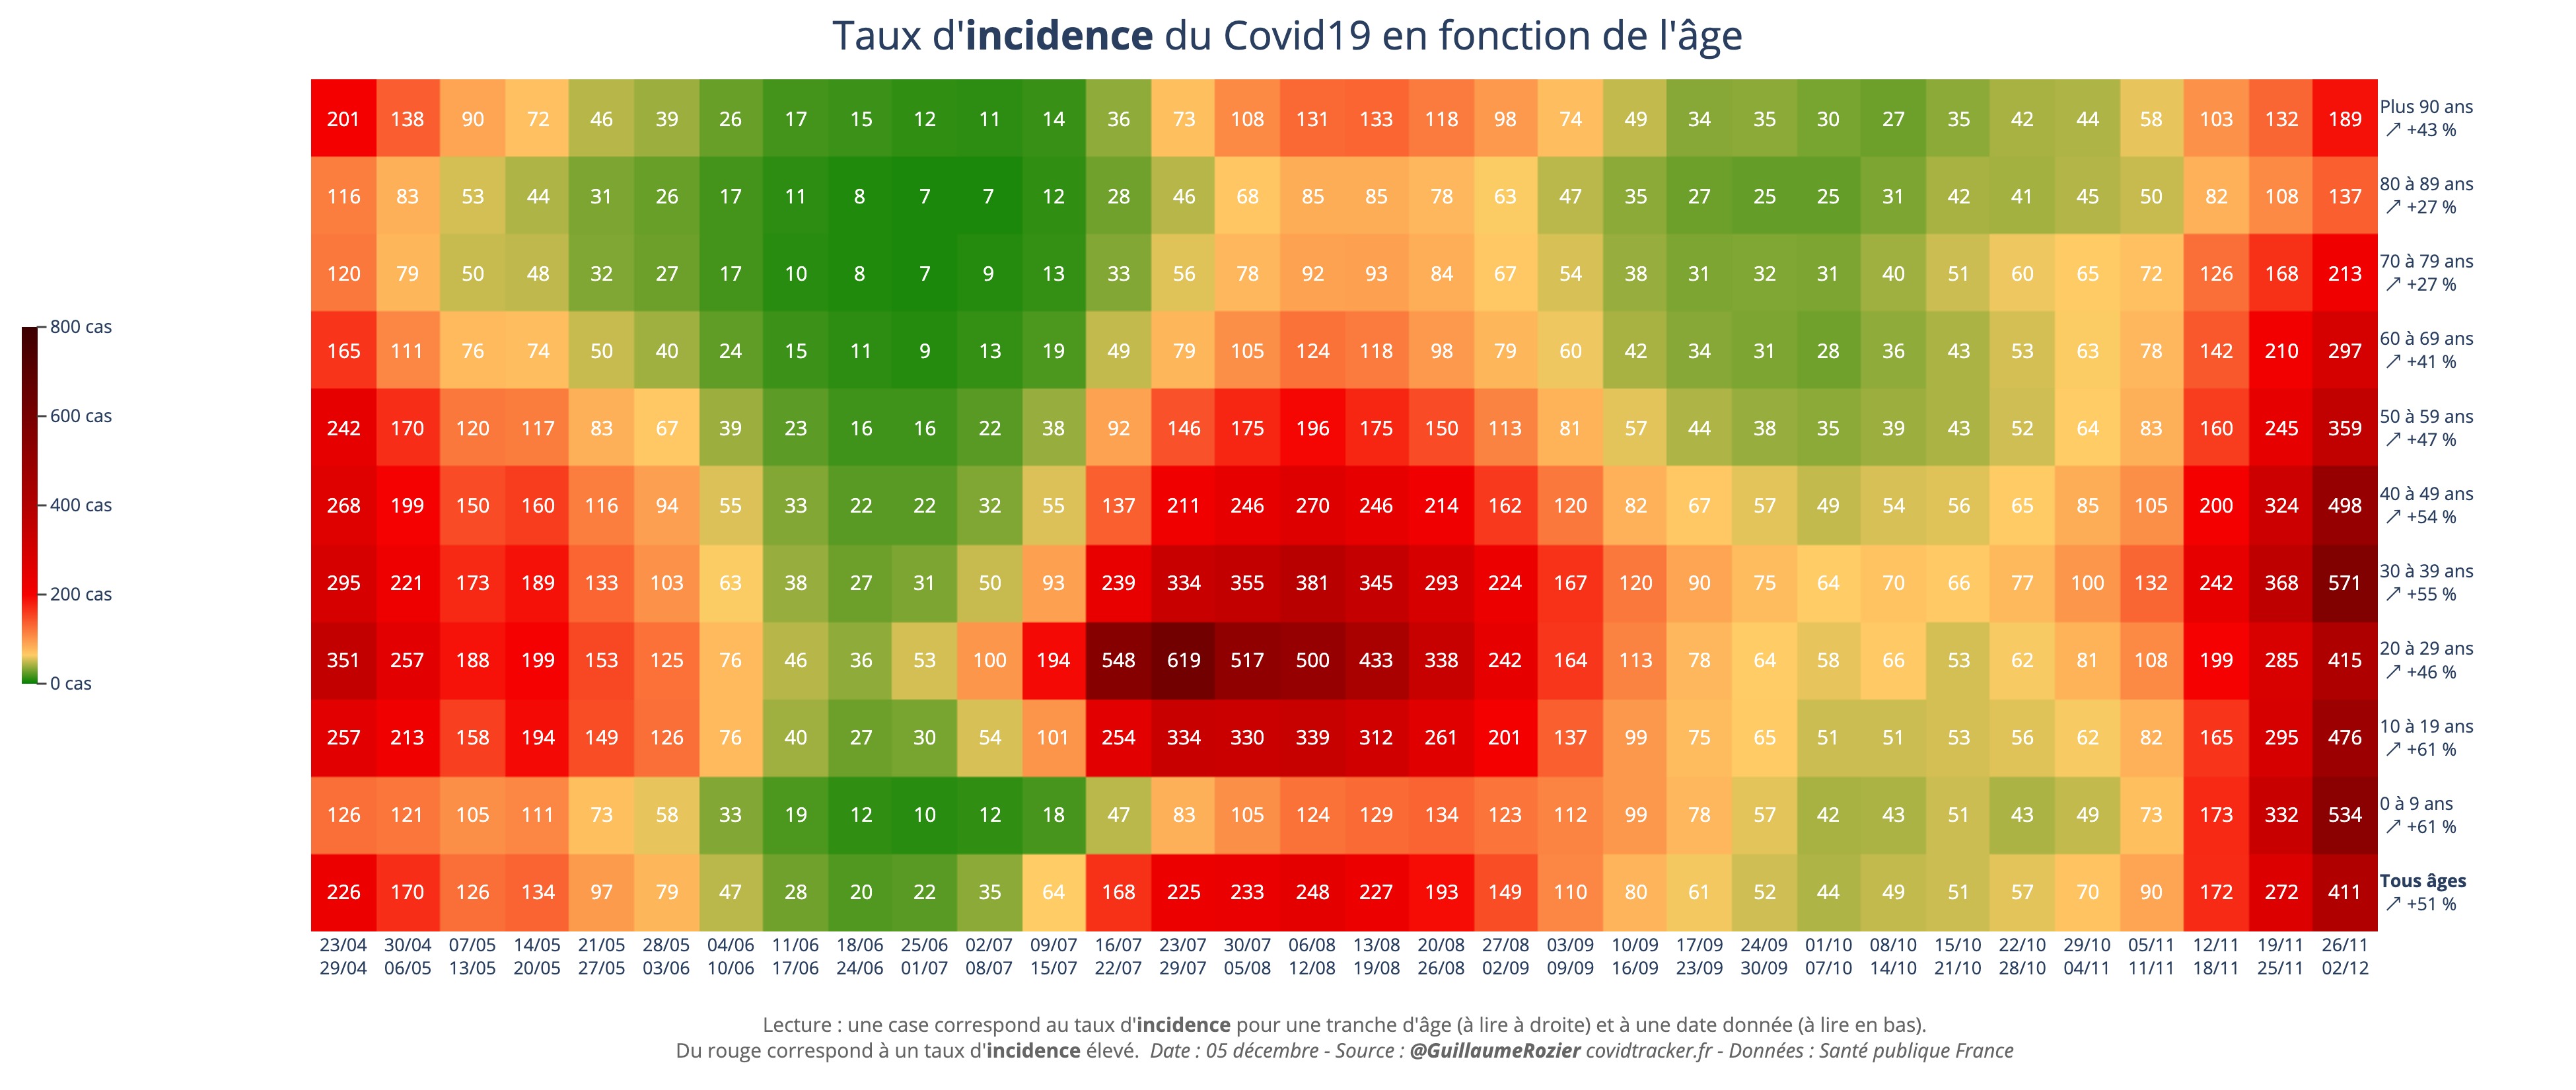 Taux d'incidence du Covid19 en fonction de l'âge
800 cas
600 cas
400 cas
200 cas
0 cas
201 138 90 72 46 39 26 17 15 12 11 14 36 73 108 131 133 118 98 74 49 34 35 30 27 35 42 44 58 103 132 189 Plus 90 ans
↗ +43 %
116 83 53 44 31 26 17 11 8 7 7 12 28 46 68 85 85 78 63 47 35 27 25 25 31 42 41 45 50 82 108 137 80 à 89 ans
↗ +27 %
120 79 50 48 32 27 17 10 8 7 9 13 33 56 78 92 93 84 67 54 38 31 32 31 40 51 60 65 72 126 168 213 70 à 79 ans
↗ +27 %
165 111 76 74 50 40 24 15 11 9 13 19 49 79 105 124 118 98 79 60 42 34 31 28 36 43 53 63 78 142 210 297 60 à 69 ans
↗ +41 %
242 170 120 117 83 67 39 23 16 16 22 38 92 146 175 196 175 150 113 81 57 44 38 35 39 43 52 64 83 160 245 359 50 à 59 ans
↗ +47 %
268 199 150 160 116 94 55 33 22 22 32 55 137 211 246 270 246 214 162 120 82 67 57 49 54 56 65 85 105 200 324 498 40 à 49 ans
↗ +54 %
295 221 173 189 133 103 63 38 27 31 50 93 239 334 355 381 345 293 224 167 120 90 75 64 70 66 77 100 132 242 368 571 30 à 39 ans
↗ +55 %
351 257 188 199 153 125 76 46 36 53 100 194 548 619 517 500 433 338 242 164 113 78 64 58 66 53 62 81 108 199 285 415 20 à 29 ans
↗ +46 %
257 213 158 194 149 126 76 40 27 30 54 101 254 334 330 339 312 261 201 137 99 75 65 51 51 53 56 62 82 165 295 476 10 à 19 ans
↗ +61 %
126 121 105 111 73 58 33 19 12 10 12 18 47 83 105 124 129 134 123 112 99 78 57 42 43 51 43 49 73 173 332 534 0 à 9 ans
↗ +61 %
226 170 126 134 97 79 47 28 20 22 35 64 168 225 233 248 227 193 149 110 80 61 52 44 49 51 57 70 90 172 272 411 Tous âges
↗ +51 %
23/04 30/04 07/05 14/05 21/05 28/05 04/06 11/06 18/06 25/06 02/07 09/07 16/07 23/07 30/07 06/08 13/08 20/08 27/08 03/09 10/09 17/09 24/09 01/10 08/10 15/10 22/10 29/10 05/11 12/11 19/11 26/11
29/04 06/05 13/05 20/05 27/05 03/06 10/06 17/06 24/06 01/07 08/07 15/07 22/07 29/07 05/08 12/08 19/08 26/08 02/09 09/09 16/09 23/09 30/09 07/10 14/10 21/10 28/10 04/11 11/11 18/11 25/11 02/12
Lecture : une case correspond au taux d'incidence pour une tranche d'âge (à lire à droite) et à une date donnée (à lire en bas).
Du rouge correspond à un taux d'incidence élevé. Date : 05 décembre - Source : @GuillaumeRozier covidtracker.fr - Données : Santé publique France